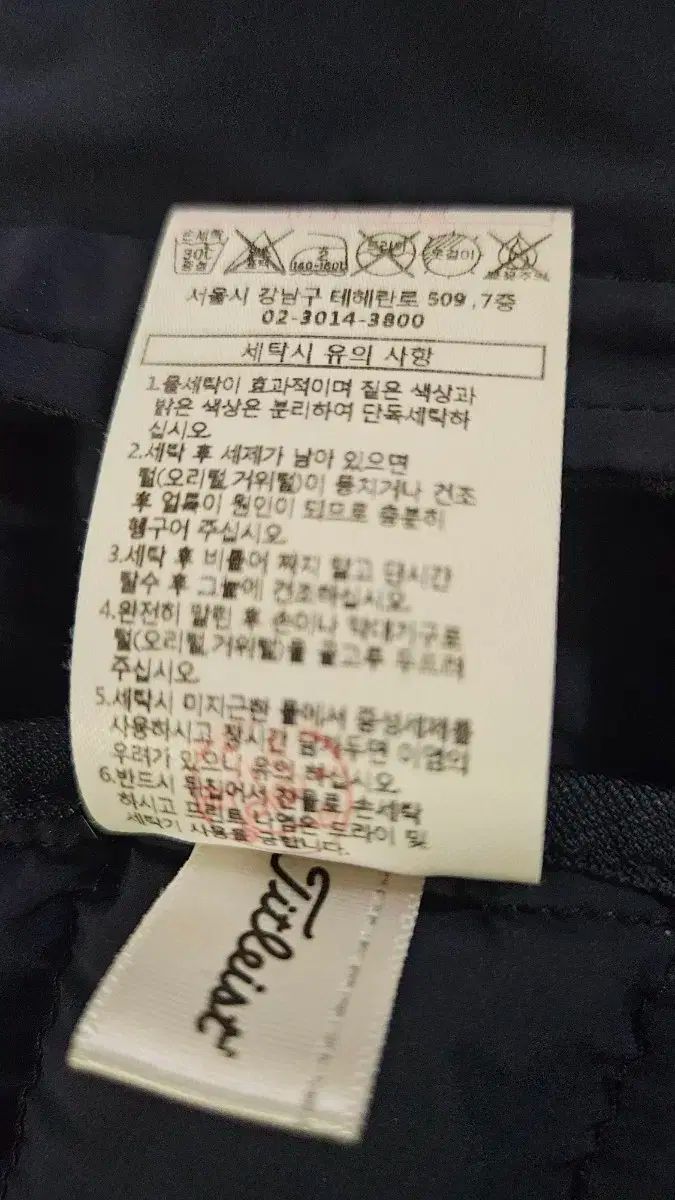 손세탁
30℃
중성
140-160℃
드라이
옷걸이
서울시 강남구 테헤란로 509 ,7층
02-3014-3800
세탁시 유의 사항
1.물세탁이 효과적이며 짙은 색상과
밝은 색상은 분리하여 단독세탁하
십시오.
2.세탁 후 세제가 남아 있으면
털(오리털,거위털)이 뭉치거나 건조
후 얼룩이 원인이 되므로 충분히
헹구어 주십시오.
3.세탁 후 비틀어 짜지 말고 단시간
탈수 후 그늘에 건조하십시오.
4.완전히 말린 후 손이나 막대기구로
털(오리털,거위털)을 골고루 두드려
주십시오.
5.세탁시 미지근한 물에서 중성세제를
사용하시고 장시간 담궈두면 이염의
우려가 있으니 유의 하십시오.
6.반드시 뒤집어서 찬물로 손세탁
하시고 프린트 나염은 드라이 및
세탁기 사용을 금합니다.
Titleist